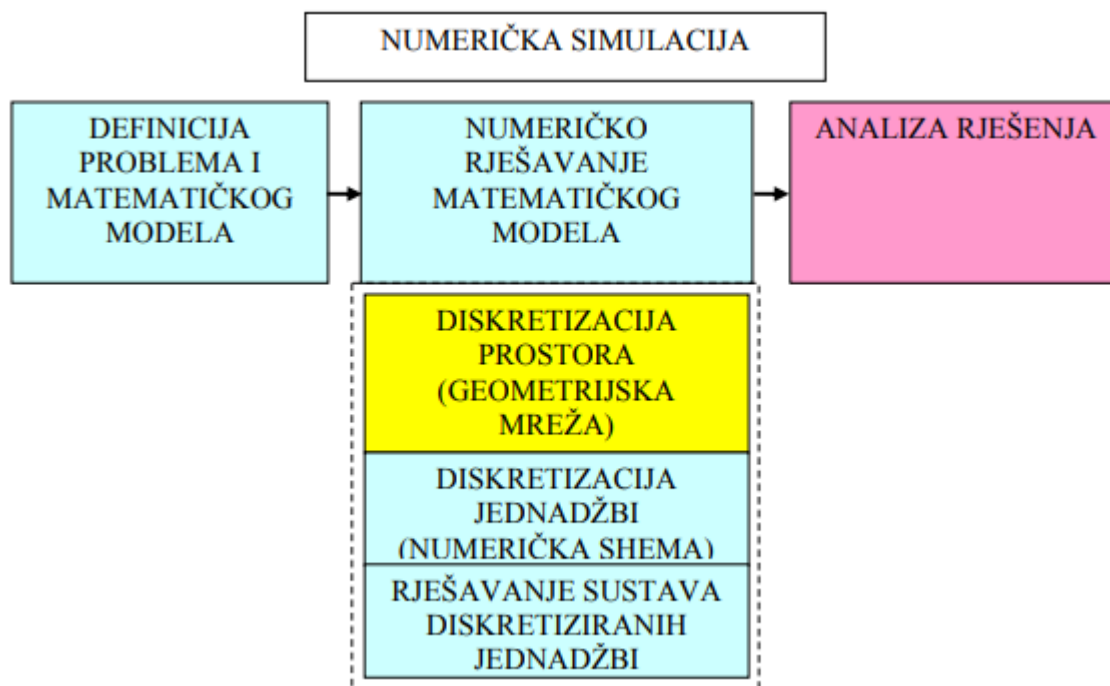 NUMERIČKA SIMULACIJA
DEFINICIJA
PROBLEMA I
MATEMATIČKOG
MODELA
NUMERIČKO
RJEŠAVANJE
MATEMATIČKOG
MODELA
ANALIZA RJEŠENJA
DISKRETIZACIJA
PROSTORA
(GEOMETRIJSKA
MREŽA)
DISKRETIZACIJA
JEDNADŽBI
(NUMERIČKA SHEMA)
RJEŠAVANJE SUSTAVA
DISKRETIZIRANIH
JEDNADŽBI